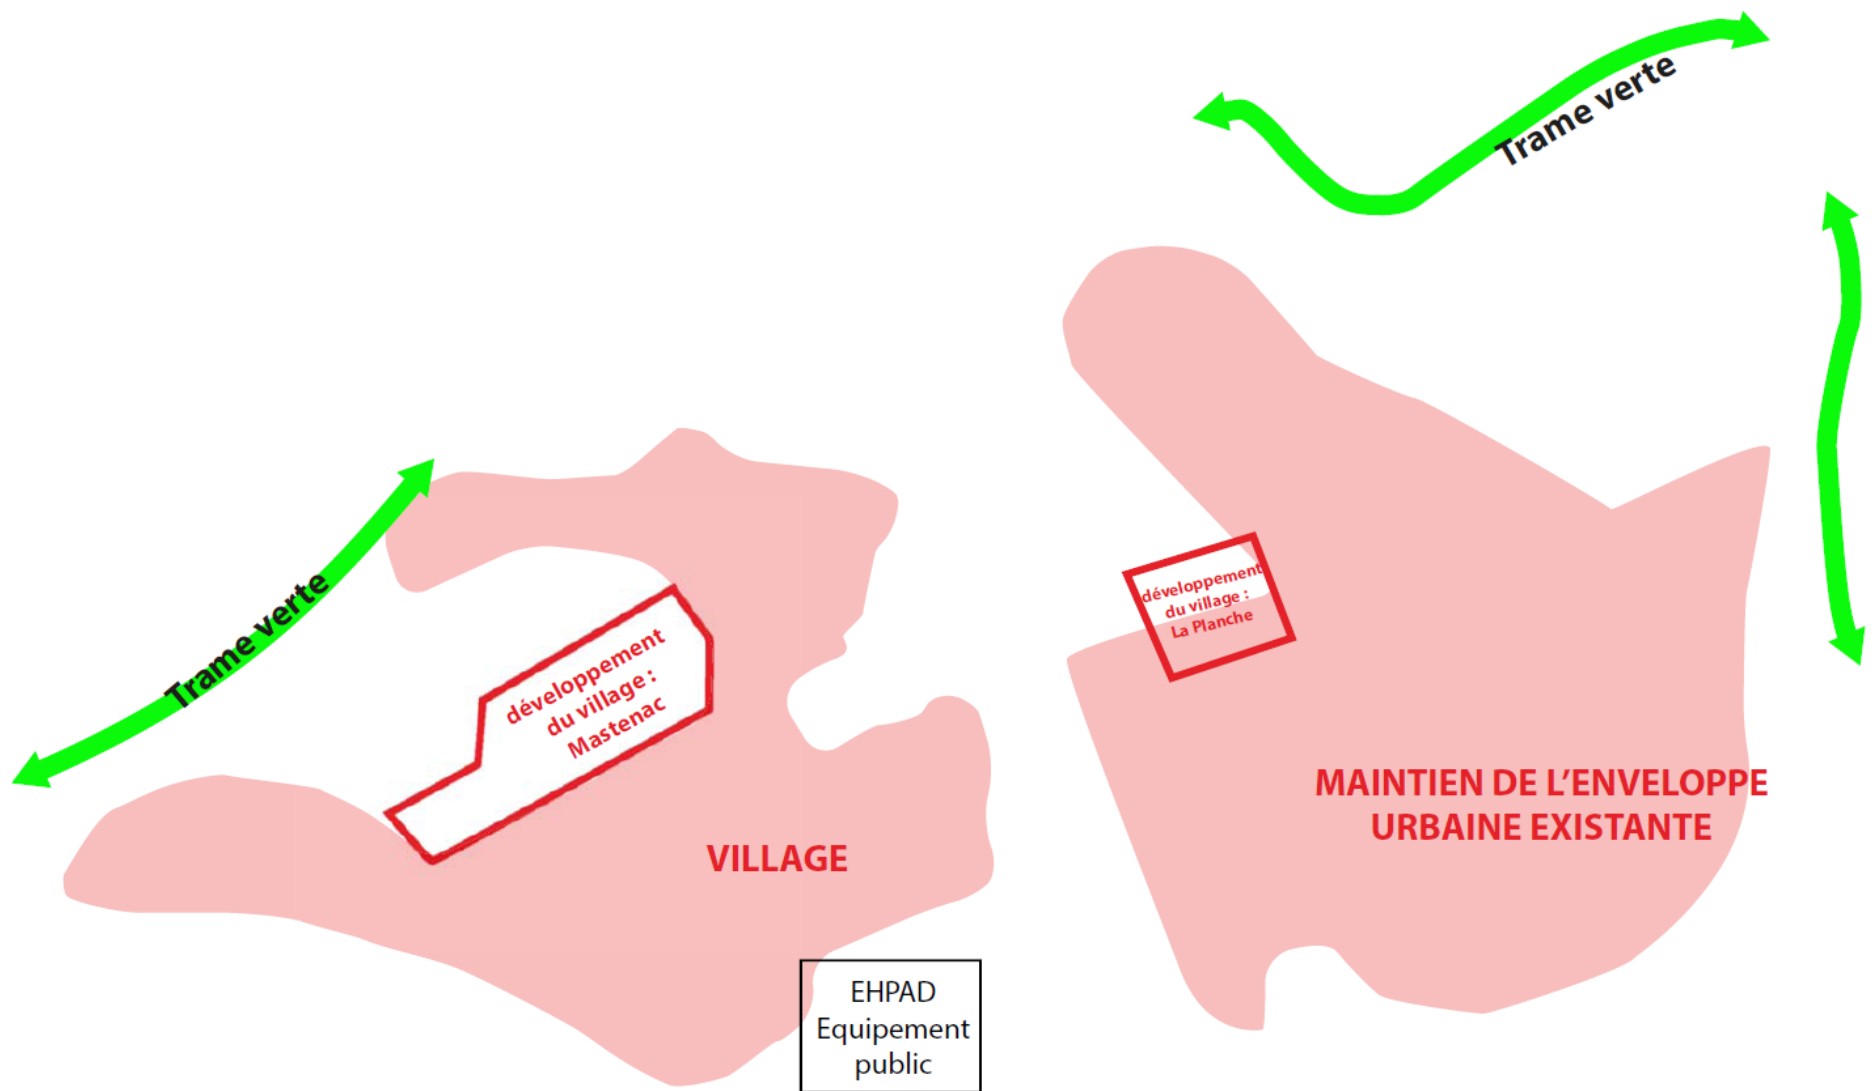 Trame verte
Trame verte
développement
du village :
La Planche
développement
du village :
Mastenac
MAINTIEN DE L'ENVELOPPE
URBAINE EXISTANTE
VILLAGE
EHPAD
Equipement
public